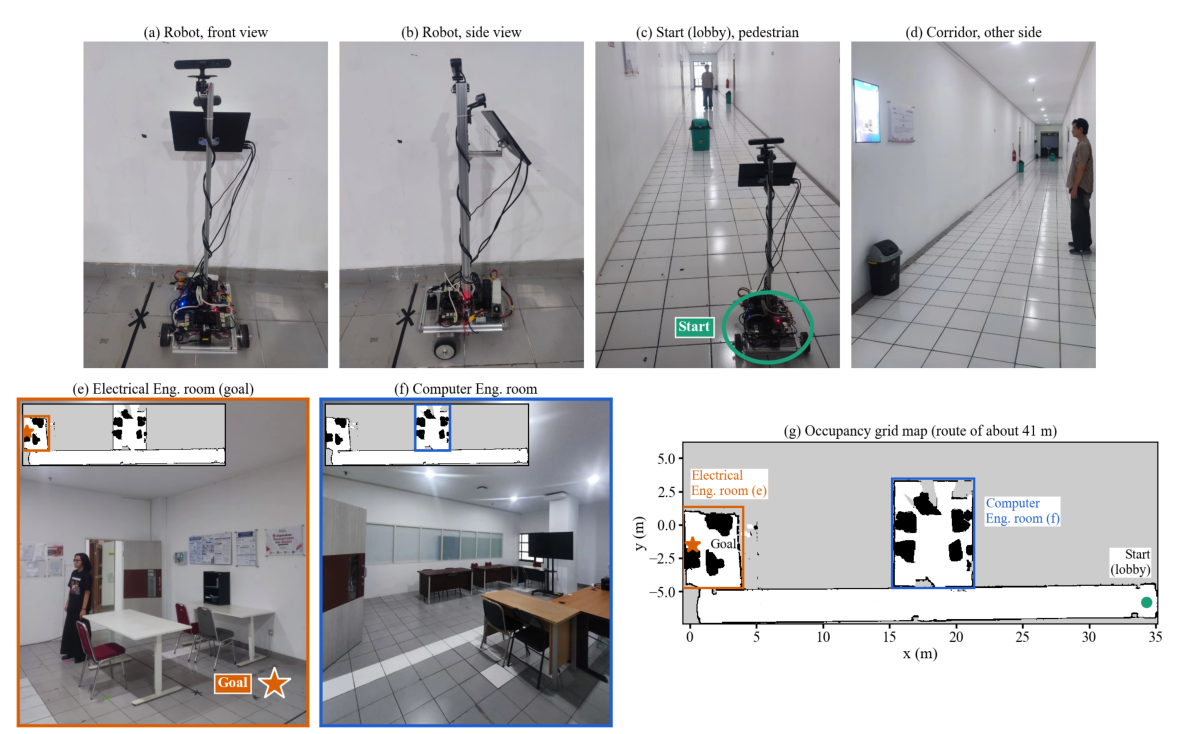 (a) Robot, front view
(b) Robot, side view
(c) Start (lobby), pedestrian
(d) Corridor, other side
Start
(e) Electrical Eng. room (goal)
(f) Computer Eng. room
Goal
(g) Occupancy grid map (route of about 41 m)
Electrical
Eng. room (e)
Goal
Computer
Eng. room (f)
Start
(lobby)
y (m)
5.0
2.5
0.0
−2.5
−5.0
0
5
10
15
20
25
30
35
x (m)